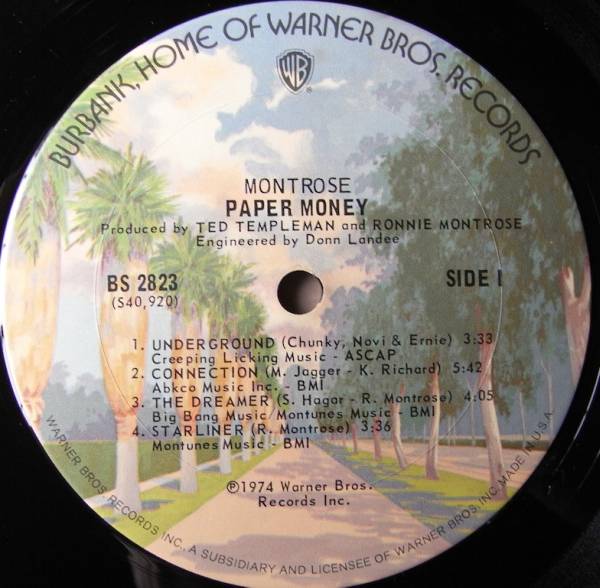 BURBANK, HOME OF WARNER BROS. RECORDS
WB
®
MONTROSE
PAPER MONEY
Produced by TED TEMPLEMAN and RONNIE MONTROSE
Engineered by Donn Landee
BS 2823 SIDE 1
(S40,920)
1. UNDERGROUND (Chunky, Novi & Ernie) 3:33
Creeping Licking Music - ASCAP
2. CONNECTION (M. Jagger - K. Richard) 5:42
Abkco Music Inc. - BMI
3. THE DREAMER (S. Hagar - R. Montrose) 4:05
Big Bang Music/Montunes Music - BMI
4. STARLINER (R. Montrose) 3:36
Montunes Music - BMI
℗1974 Warner Bros.
Records Inc.
WARNER BROS. RECORDS INC., A SUBSIDIARY AND LICENSEE OF WARNER BROS. INC. MADE IN U.S.A.